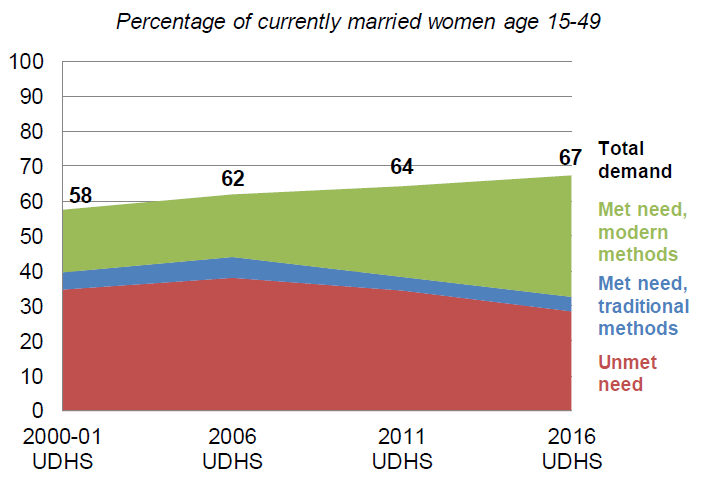 Percentage of currently married women age 15-49
100
90
80
70
60
50
40
30
20
10
0
58
62
64
67
Total
demand
Met need,
modern
methods
Met need,
traditional
methods
Unmet
need
2000-01
UDHS
2006
UDHS
2011
UDHS
2016
UDHS